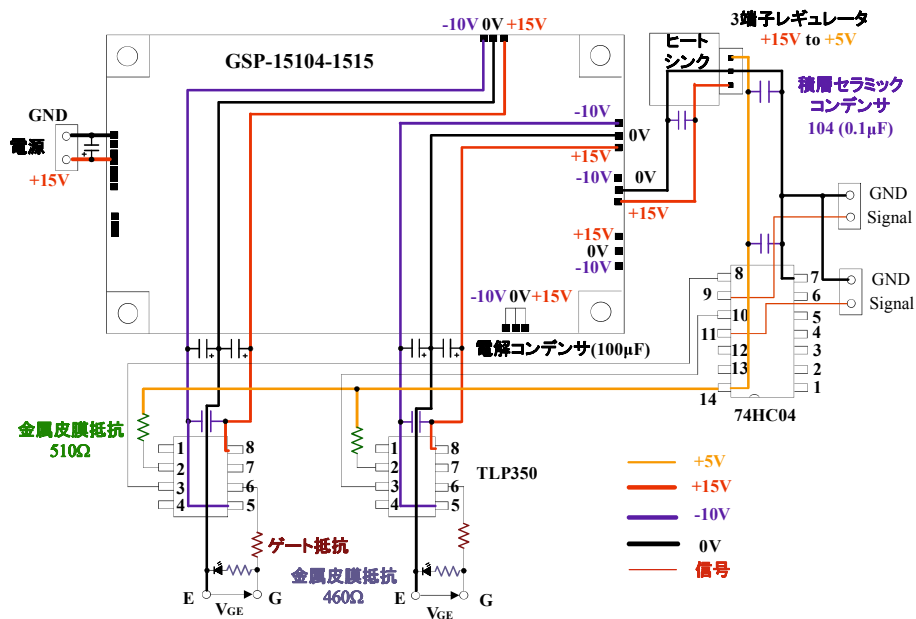 -10V 0V +15V
GSP-15104-1515
3端子レギュレータ
+15V to +5V
ヒート
シンク
積層セラミック
コンデンサ
104 (0.1μF)
GND
電源
+
+15V
-10V
0V
+15V
-10V
0V
+15V
+15V
0V
-10V
-10V 0V +15V
GND
Signal
GND
Signal
8 7
9 6
10 5
11 4
12 3
13 2
14 1
74HC04
+ +
+ +
電解コンデンサ(100μF)
金属皮膜抵抗
510Ω
1 8
2 7
3 6
4 5
1 8
2 7
3 6
4 5
TLP350
ゲート抵抗
金属皮膜抵抗
460Ω
E G
VGE
E G
VGE
+5V
+15V
-10V
0V
信号